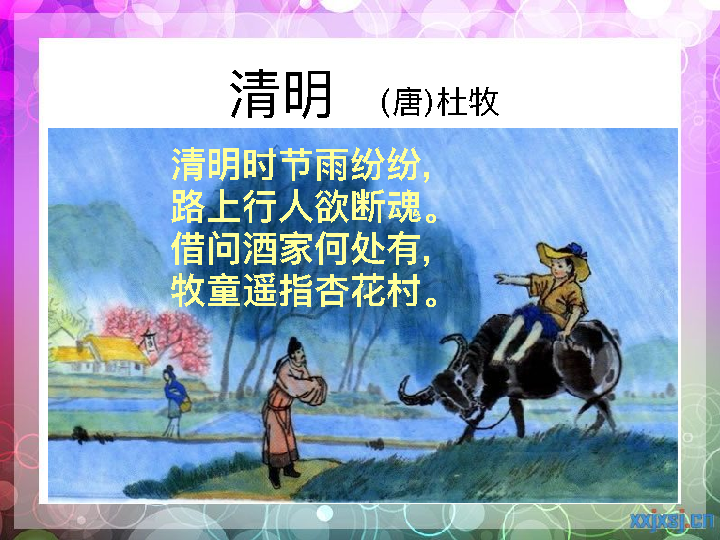 清明 (唐)杜牧
清明时节雨纷纷,
路上行人欲断魂。
借问酒家何处有,
牧童遥指杏花村。
xxjxsj.cn